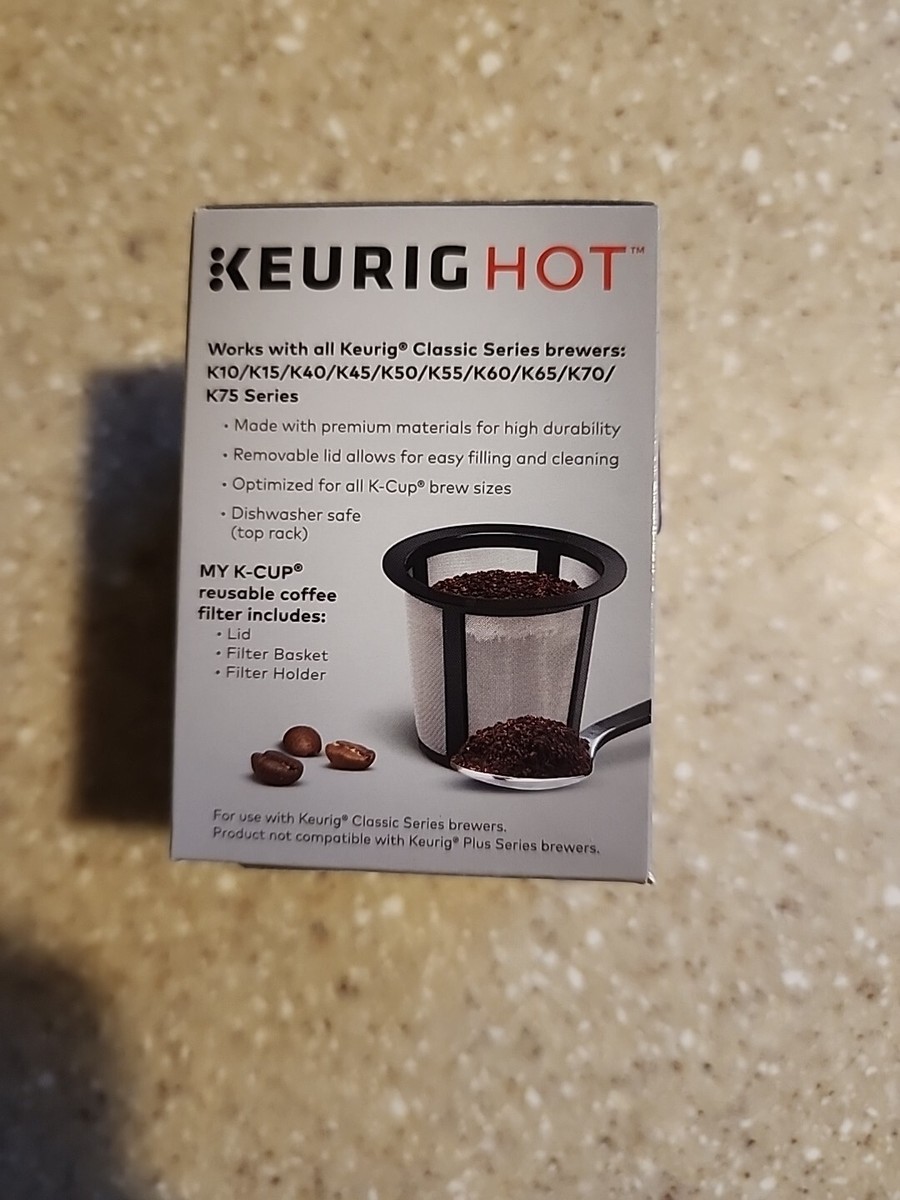 KEURIG HOT™
Works with all Keurig® Classic Series brewers:
K10/K15/K40/K45/K50/K55/K60/K65/K70/
K75 Series
• Made with premium materials for high durability
• Removable lid allows for easy filling and cleaning
• Optimized for all K-Cup® brew sizes
• Dishwasher safe
(top rack)
MY K-CUP®
reusable coffee
filter includes:
• Lid
• Filter Basket
• Filter Holder
For use with Keurig® Classic Series brewers.
Product not compatible with Keurig® Plus Series brewers.